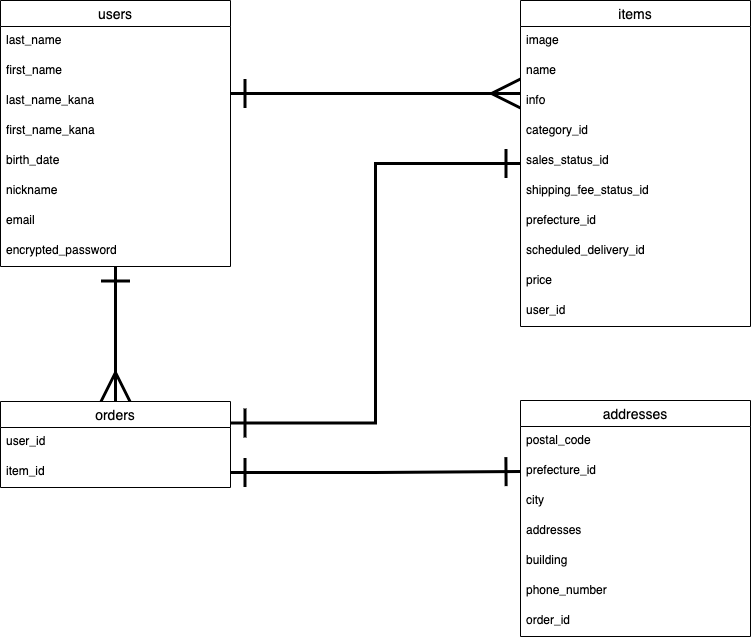 users
last_name
first_name
last_name_kana
first_name_kana
birth_date
nickname
email
encrypted_password
items
image
name
info
category_id
sales_status_id
shipping_fee_status_id
prefecture_id
scheduled_delivery_id
price
user_id
orders
user_id
item_id
addresses
postal_code
prefecture_id
city
addresses
building
phone_number
order_id